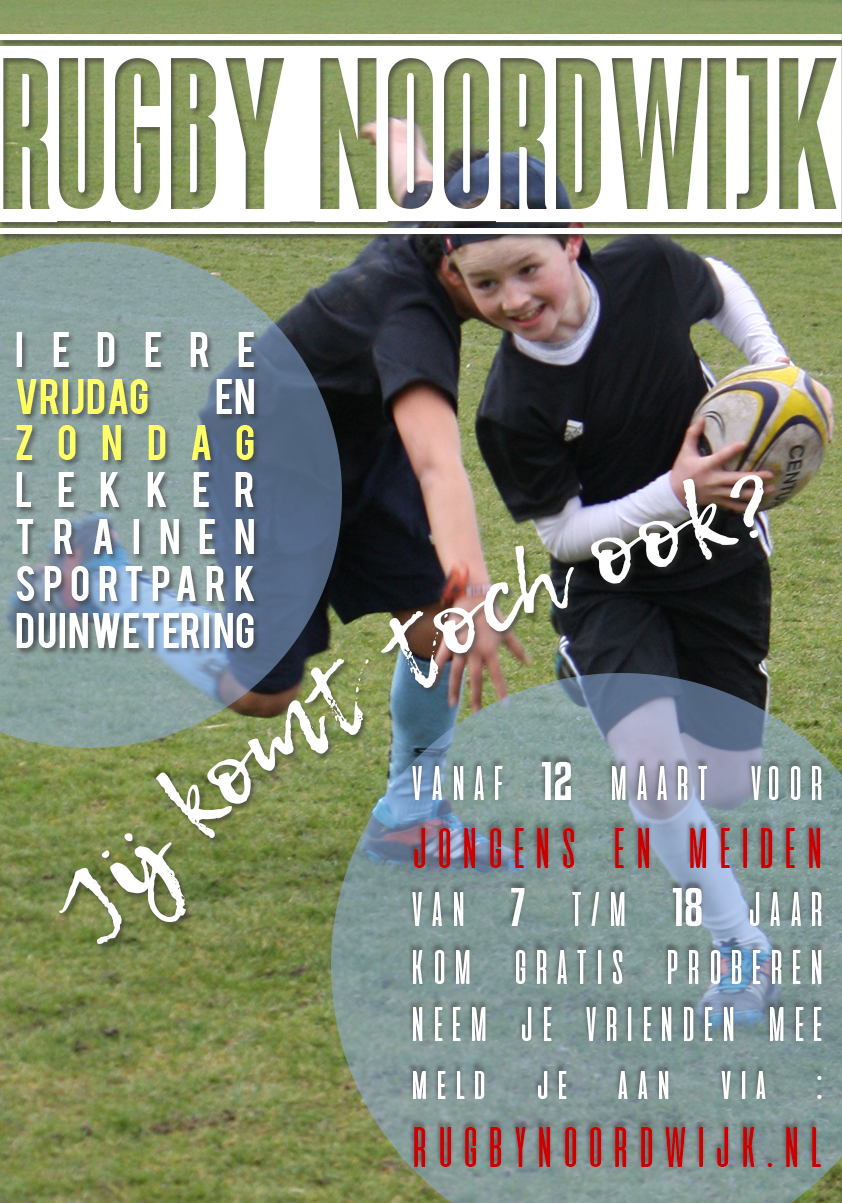 RUGBY NOORDWIJK
IEDERE
VRIJDAG EN
ZONDAG
LEKKER
TRAINEN
SPORTPARK
DUINWETERING
CENTU
Jij komt toch ook?
VANAF 12 MAART VOOR
JONGENS EN MEIDEN
VAN 7 T/M 18 JAAR
KOM GRATIS PROBEREN
NEEM JE VRIENDEN MEE
MELD JE AAN VIA :
RUGBYNOORDWIJK.NL